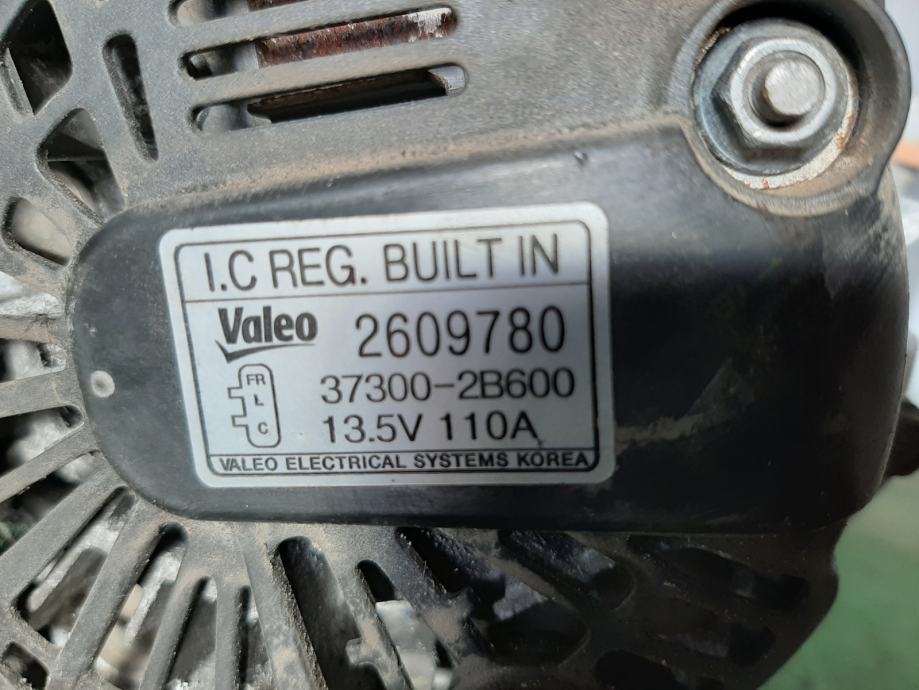 I.C REG. BUILT IN
Valeo 2609780
FR 37300-2B600
L
C 13.5V 110A
VALEO ELECTRICAL SYSTEMS KOREA